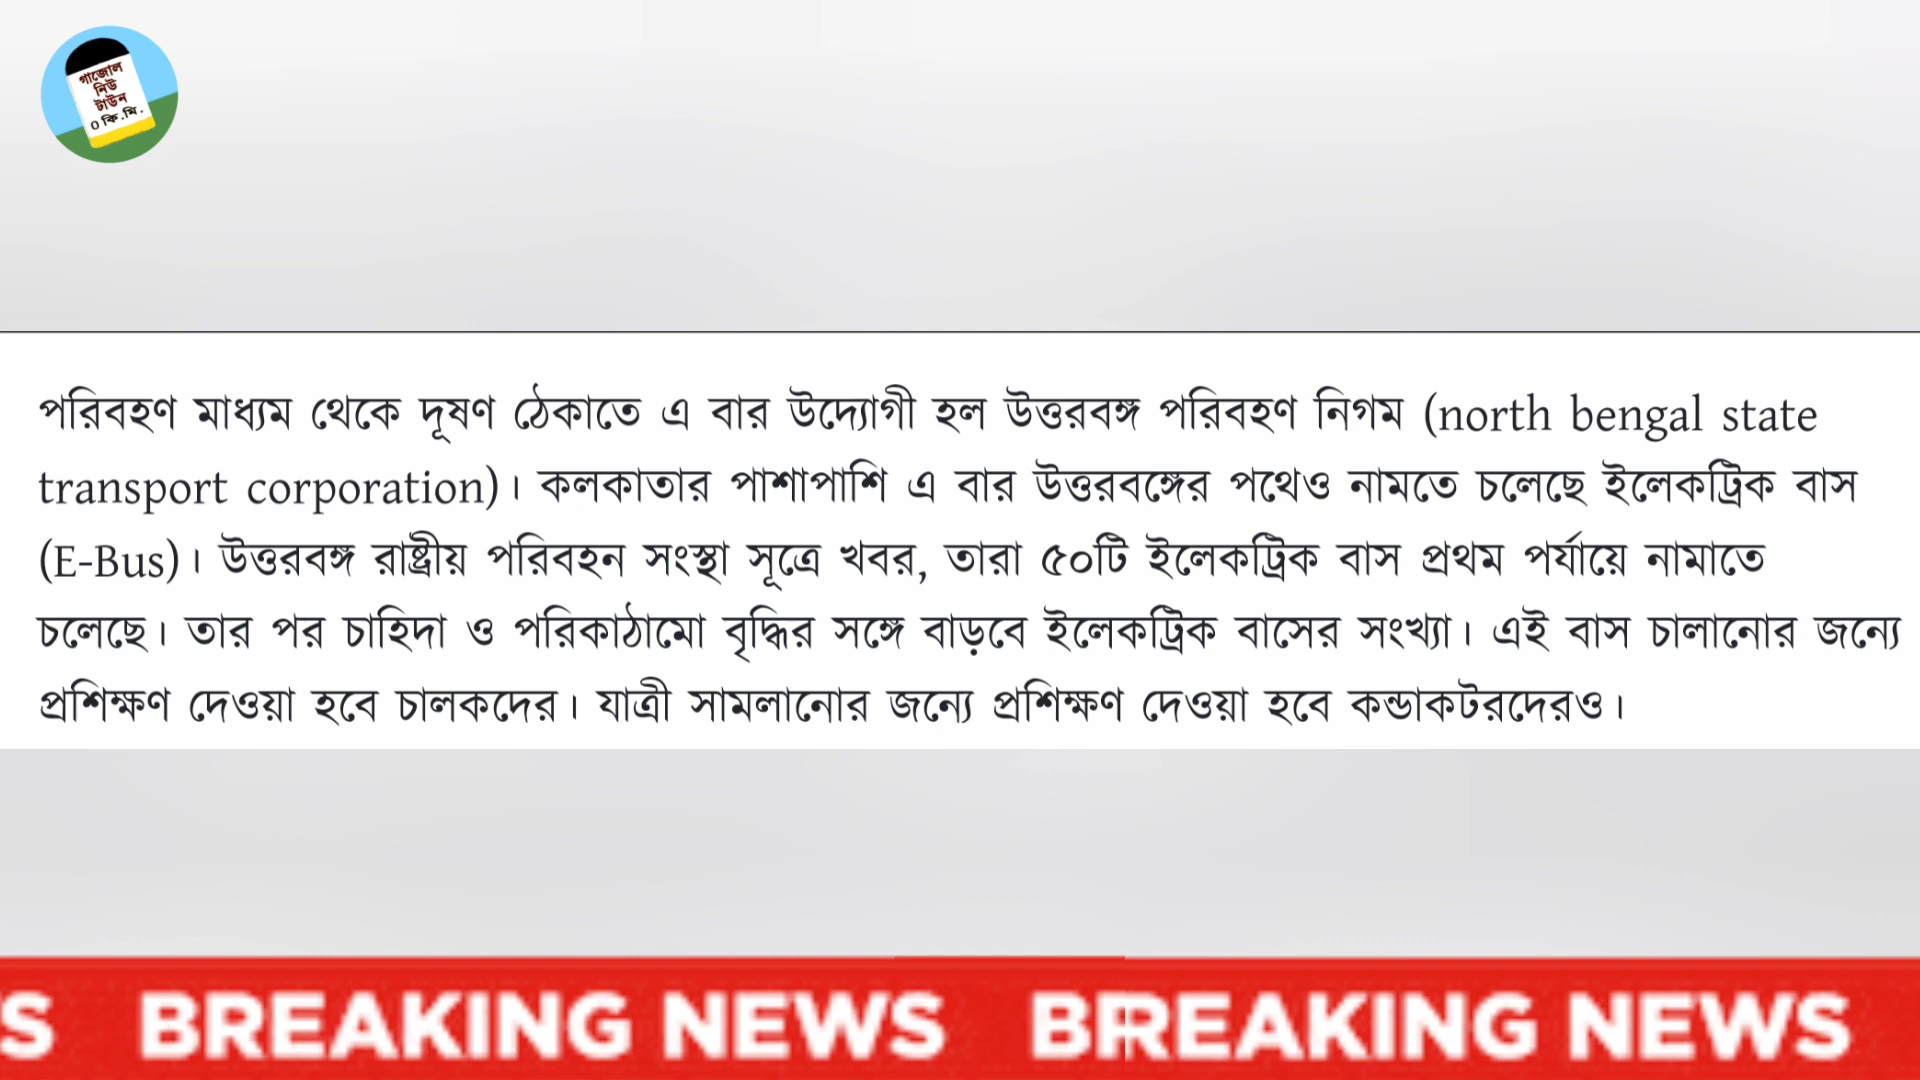 গাজোল
নিউ
টাউন
০ কি.মি.
পরিবহণ মাধ্যম থেকে দূষণ ঠেকাতে এ বার উদ্যোগী হল উত্তরবঙ্গ পরিবহণ নিগম (north bengal state
transport corporation)। কলকাতার পাশাপাশি এ বার উত্তরবঙ্গের পথেও নামতে চলেছে ইলেকট্রিক বাস
(E-Bus)। উত্তরবঙ্গ রাষ্ট্রীয় পরিবহন সংস্থা সূত্রে খবর, তারা ৫০টি ইলেকট্রিক বাস প্রথম পর্যায়ে নামাতে
চলেছে। তার পর চাহিদা ও পরিকাঠামো বৃদ্ধির সঙ্গে বাড়বে ইলেকট্রিক বাসের সংখ্যা। এই বাস চালানোর জন্যে
প্রশিক্ষণ দেওয়া হবে চালকদের। যাত্রী সামলানোর জন্যে প্রশিক্ষণ দেওয়া হবে কন্ডাকটরদেরও।
S BREAKING NEWS BREAKING NEWS